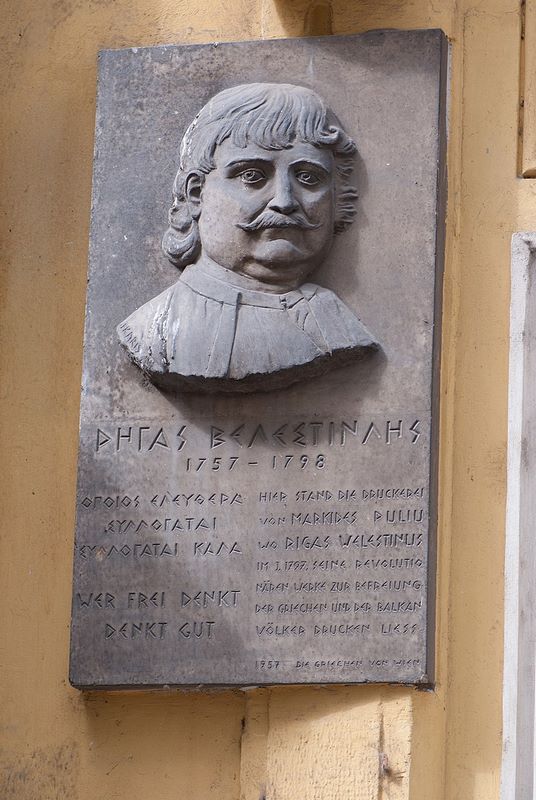 ΡΗΓΑΣ ΒΕΛΕΣΤΙΝΛΗΣ
1757 - 1798
ΟΠΟΙΟΣ ΕΛΕΥΘΕΡΑ
ΣΥΛΛΟΓΑΤΑΙ
ΣΥΛΛΟΓΑΤΑΙ ΚΑΛΑ
WER FREI DENKT
DENKT GUT
HIER STAND DIE DRUCKEREI
VON MARKIDES PULIU
WO RIGAS WELESTINLIS
IM J. 1797, SEINE REVOLUTIO
NÄREN WERKE ZUR BEFREIUNG
DER GRIECHEN UND DER BALKAN
VÖLKER DRUCKEN LIESS
1957 DIE GRIECHEN VON WIEN